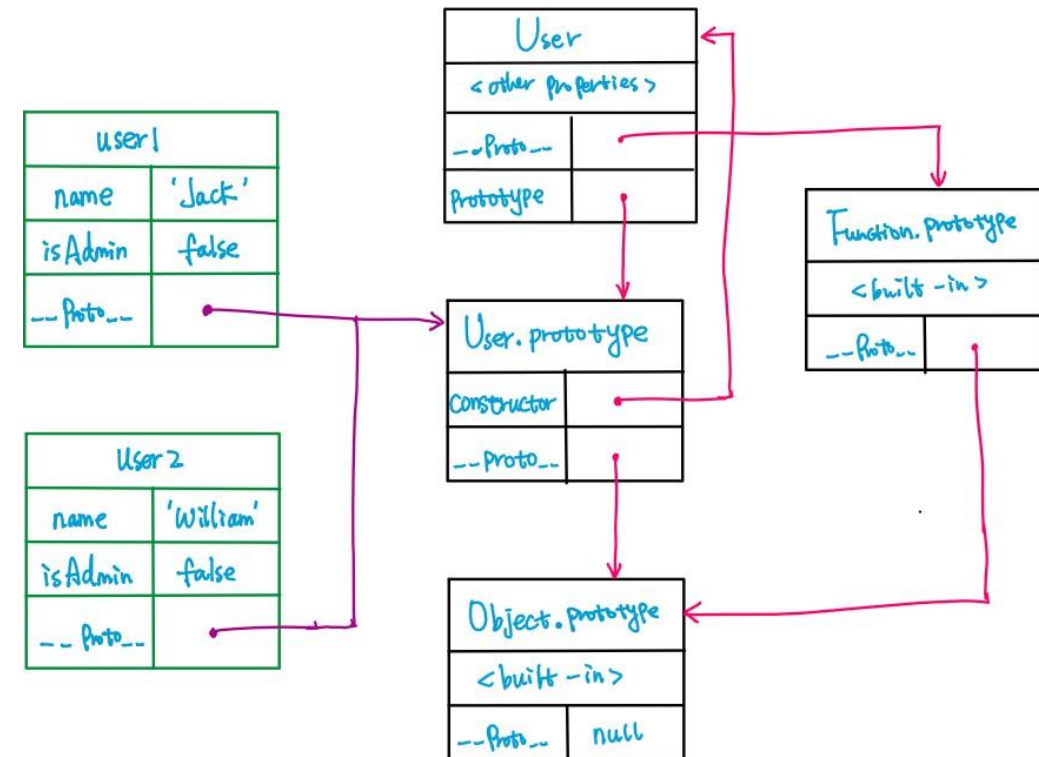 User
<other properties>
__Proto__
Prototype
user1
name 'Jack'
isAdmin false
__Proto__
Function.prototype
<built-in>
__Proto__
User.prototype
constructor
__proto__
User2
name 'William'
isAdmin false
__Proto__
Object.prototype
<built-in>
__Proto__ null